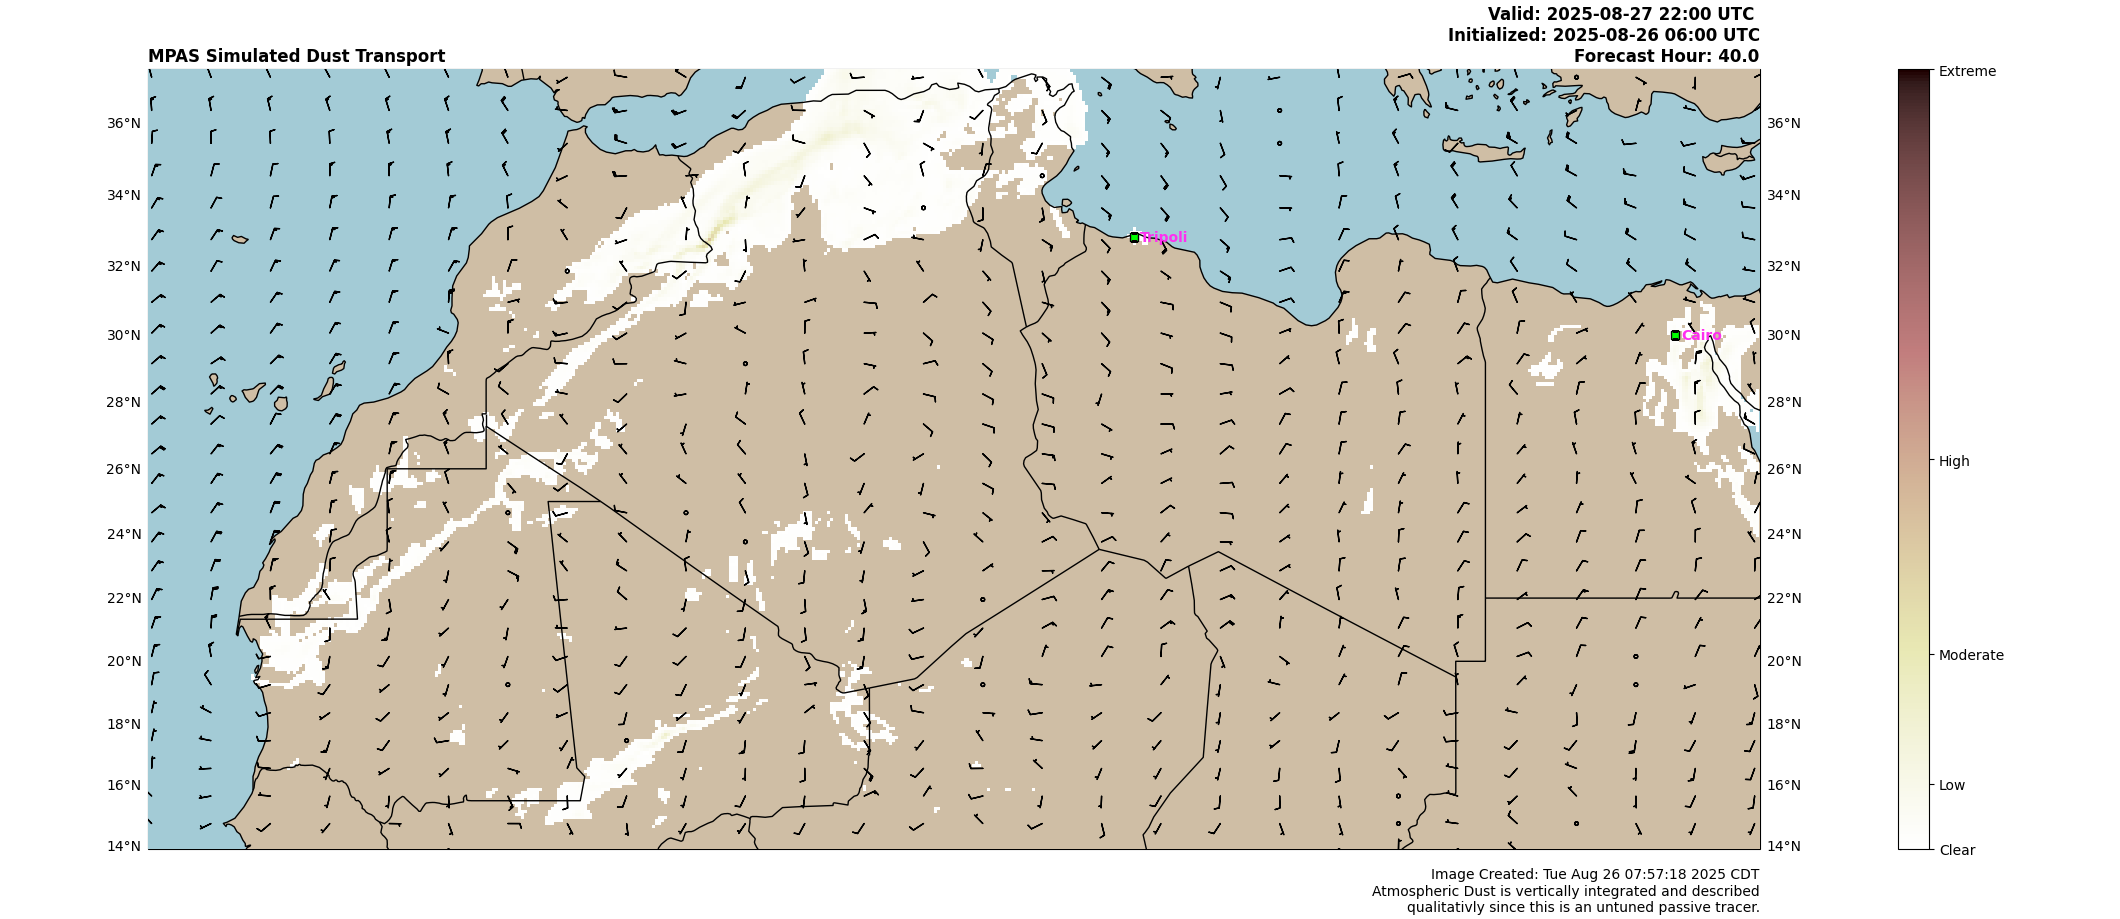 Valid: 2025-08-27 22:00 UTC
Initialized: 2025-08-26 06:00 UTC
MPAS Simulated Dust Transport
Forecast Hour: 40.0
Extreme
36°N
36°N
34°N
34°N
Tripoli
32°N
32°N
30°N
Cairo
30°N
28°N
28°N
26°N
26°N
High
24°N
24°N
22°N
22°N
20°N
20°N
Moderate
18°N
18°N
16°N
16°N
Low
14°N
14°N
Clear
Image Created: Tue Aug 26 07:57:18 2025 CDT
Atmospheric Dust is vertically integrated and described
qualitativly since this is an untuned passive tracer.